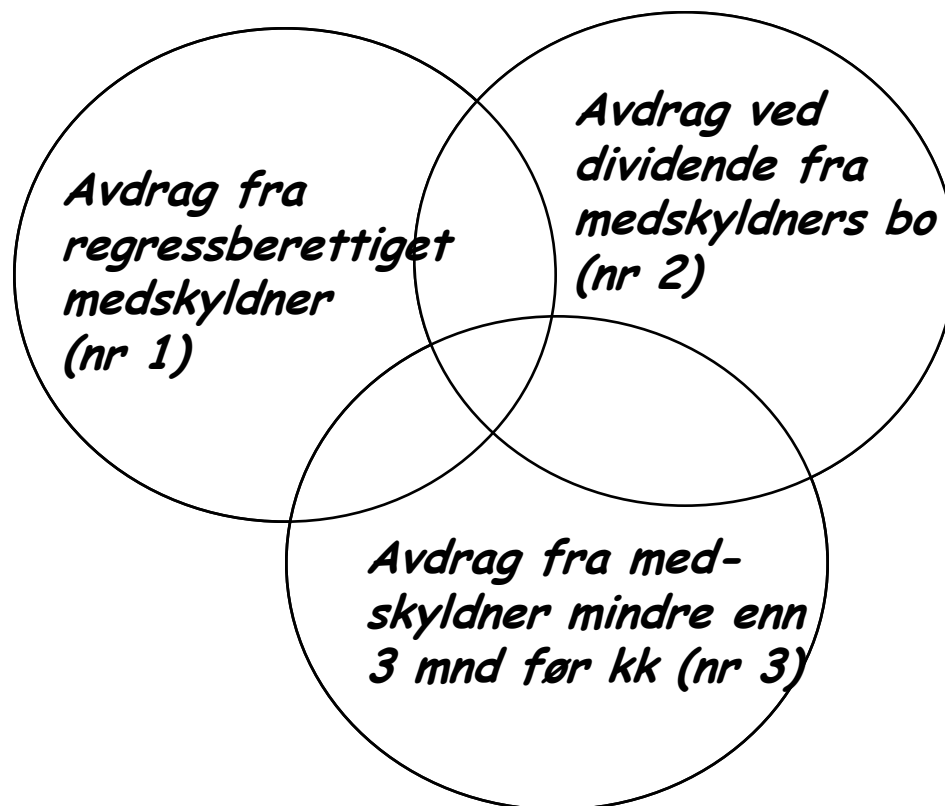 Avdrag fra
regressberettiget
medskyldner
(nr 1)
Avdrag ved
dividende fra
medskyldners bo
(nr 2)
Avdrag fra med-
skyldner mindre enn
3 mnd før kk (nr 3)